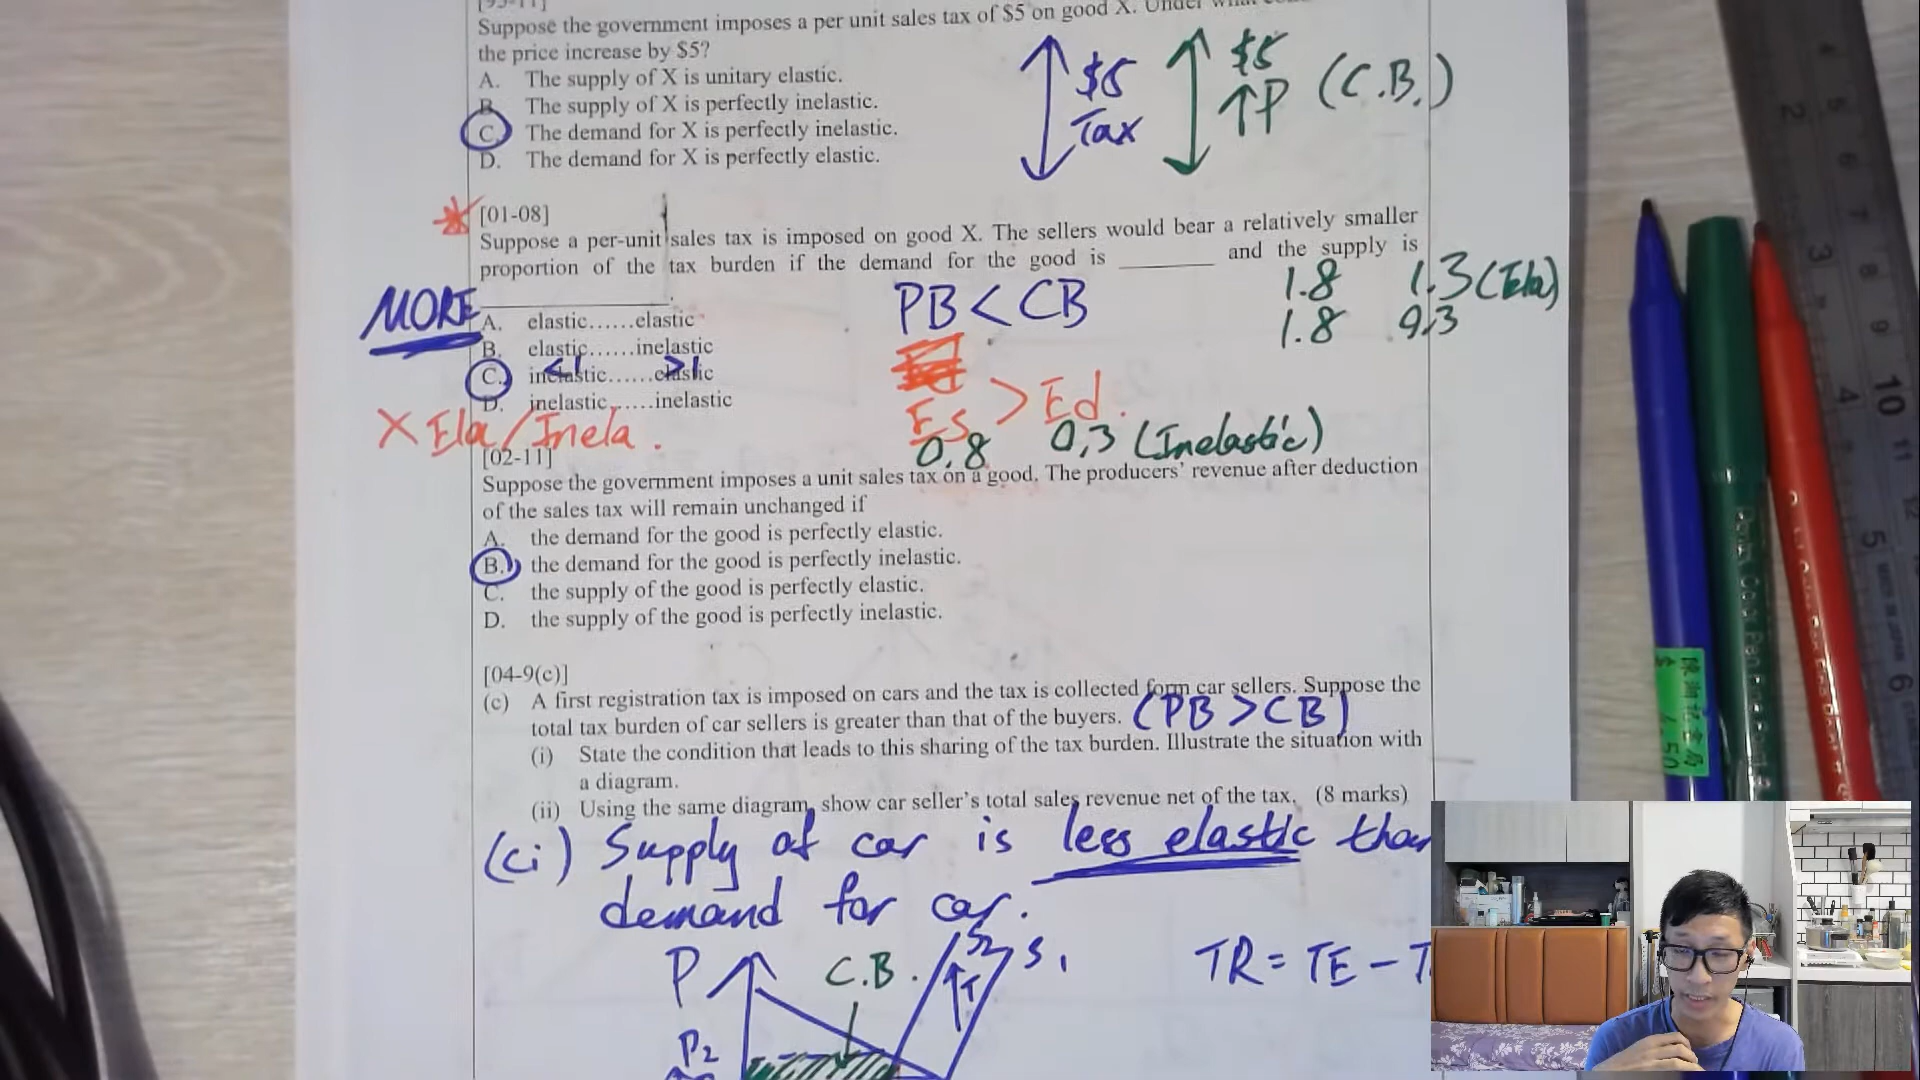 [93-11]
Suppose the government imposes a per unit sales tax of $5 on good X. Under what
the price increase by $5?
A. The supply of X is unitary elastic.
B. The supply of X is perfectly inelastic.
C. The demand for X is perfectly inelastic.
D. The demand for X is perfectly elastic.
$5 Tax
$5 ↑P (C.B.)
[01-08]
Suppose a per-unit sales tax is imposed on good X. The sellers would bear a relatively smaller
proportion of the tax burden if the demand for the good is ________ and the supply is
________.
MORE
A. elastic......elastic
B. elastic......inelastic
C. inelastic......elastic
<1 >1
D. inelastic......inelastic
PB < CB
1.8 1.3 (Ela)
1.8 0.3
Es > Ed.
0.8 0.3 (Inelastic)
X Ela/Inela.
[02-11]
Suppose the government imposes a unit sales tax on a good. The producers' revenue after deduction
of the sales tax will remain unchanged if
A. the demand for the good is perfectly elastic.
B. the demand for the good is perfectly inelastic.
C. the supply of the good is perfectly elastic.
D. the supply of the good is perfectly inelastic.
[04-9(c)]
(c) A first registration tax is imposed on cars and the tax is collected form car sellers. Suppose the
total tax burden of car sellers is greater than that of the buyers. (PB > CB)
(i) State the condition that leads to this sharing of the tax burden. Illustrate the situation with
a diagram.
(ii) Using the same diagram, show car seller's total sales revenue net of the tax. (8 marks)
(ci) Supply of car is less elastic than
demand for car.
P C.B. S2 S1
T
TR = TE - T
P2